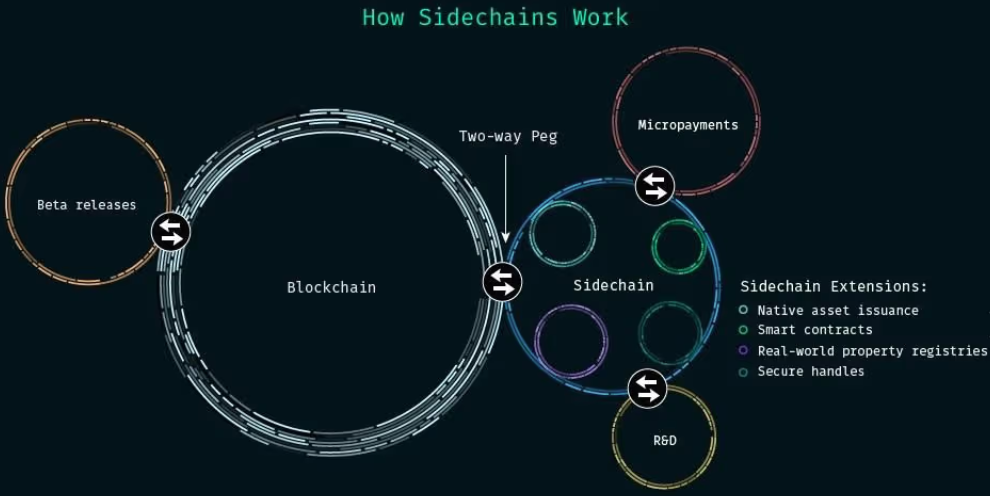 How Sidechains Work
Micropayments
Two-way Peg
Beta releases
Blockchain
Sidechain
Sidechain Extensions:
Native asset issuance
Smart contracts
Real-world property registries
Secure handles
R&D